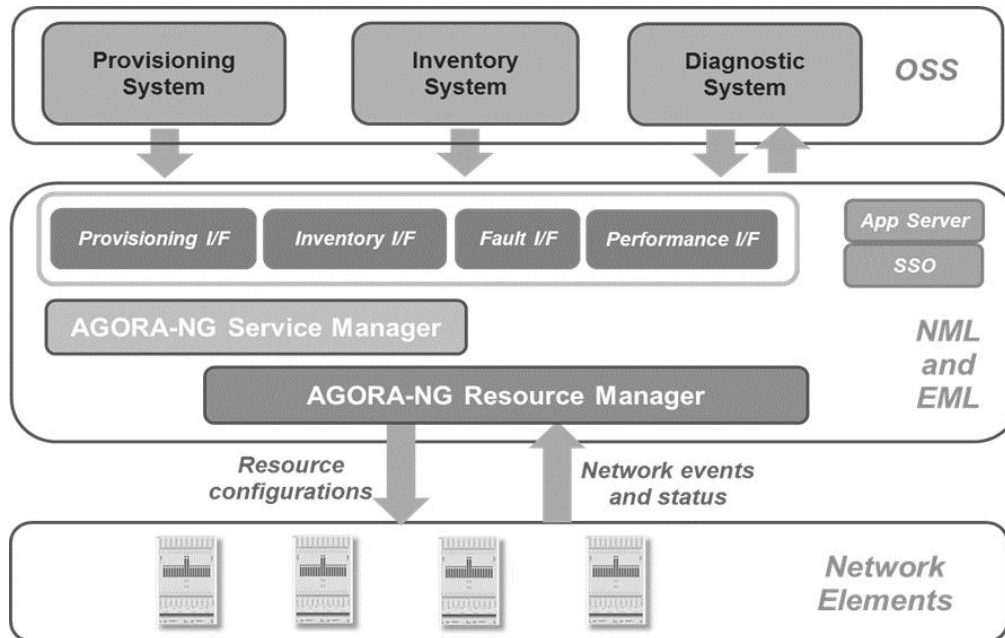 Provisioning
System
Inventory
System
Diagnostic
System
OSS
Provisioning I/F
Inventory I/F
Fault I/F
Performance I/F
App Server
SSO
AGORA-NG Service Manager
NML
and
EML
AGORA-NG Resource Manager
Resource
configurations
Network events
and status
Network
Elements